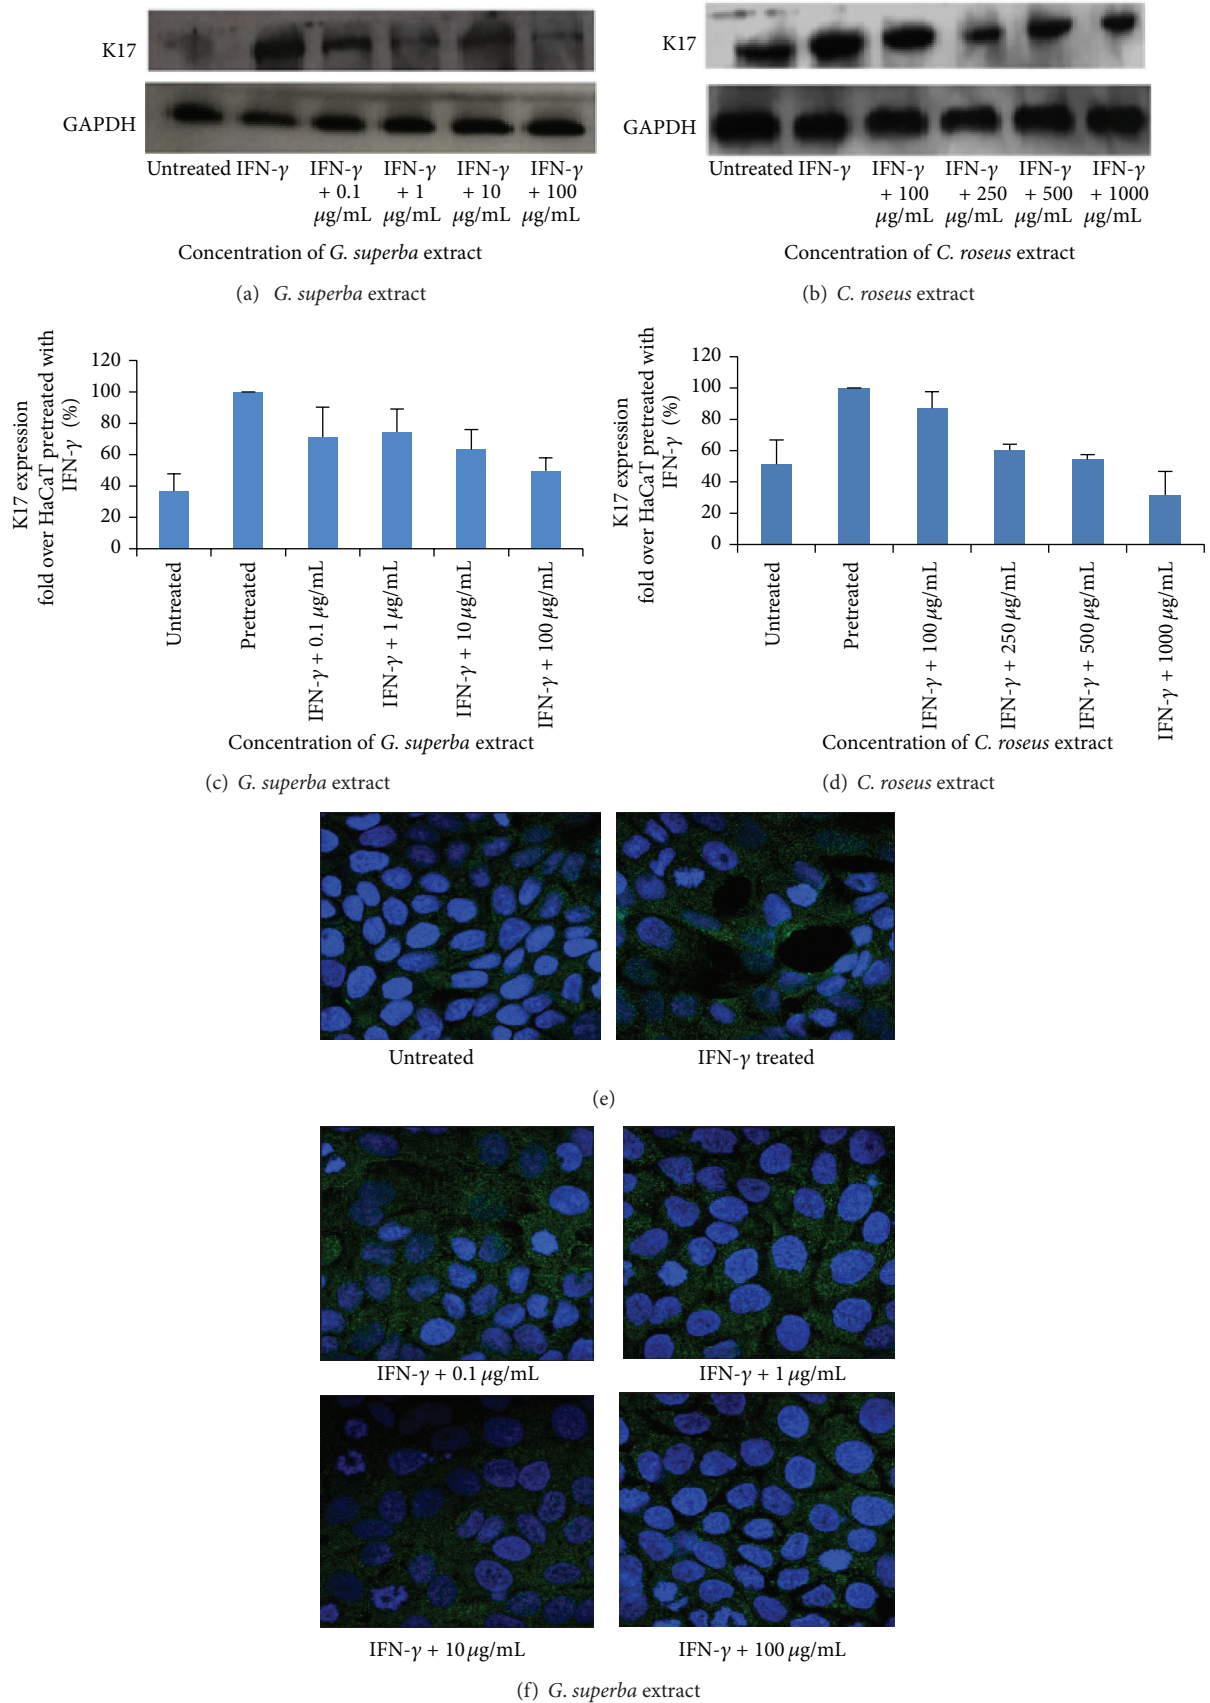 K17
GAPDH
Untreated IFN-γ IFN-γ IFN-γ IFN-γ IFN-γ
+ 0.1 + 1 + 10 + 100
μg/mL μg/mL μg/mL μg/mL
Concentration of G. superba extract
(a) G. superba extract
K17
GAPDH
Untreated IFN-γ IFN-γ IFN-γ IFN-γ IFN-γ
+ 100 + 250 + 500 + 1000
μg/mL μg/mL μg/mL μg/mL
Concentration of C. roseus extract
(b) C. roseus extract
K17 expression
fold over HaCaT pretreated with
IFN-γ (%)
120
100
80
60
40
20
0
Untreated
Pretreated
IFN-γ + 0.1 μg/mL
IFN-γ + 1 μg/mL
IFN-γ + 10 μg/mL
IFN-γ + 100 μg/mL
Concentration of G. superba extract
(c) G. superba extract
K17 expression
fold over HaCaT pretreated with
IFN-γ (%)
120
100
80
60
40
20
0
Untreated
Pretreated
IFN-γ + 100 μg/mL
IFN-γ + 250 μg/mL
IFN-γ + 500 μg/mL
IFN-γ + 1000 μg/mL
Concentration of C. roseus extract
(d) C. roseus extract
Untreated
IFN-γ treated
(e)
IFN-γ + 0.1 μg/mL
IFN-γ + 1 μg/mL
IFN-γ + 10 μg/mL
IFN-γ + 100 μg/mL
(f) G. superba extract